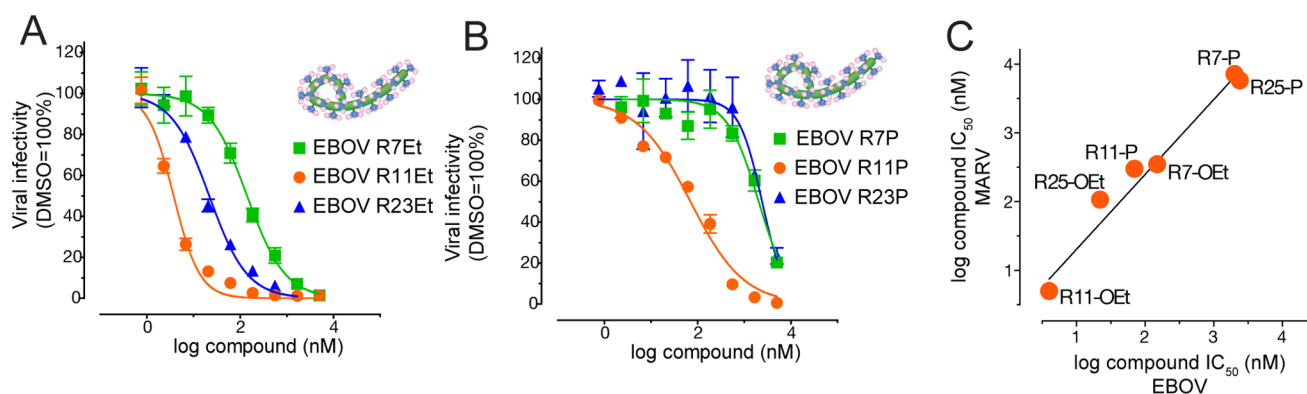 A
Viral infectivity
(DMSO=100%)
120
100
80
60
40
20
0
EBOV R7Et
EBOV R11Et
EBOV R23Et
0
2
4
log compound (nM)
B
Viral infectivity
(DMSO=100%)
120
100
80
60
40
20
0
EBOV R7P
EBOV R11P
EBOV R23P
0
2
4
log compound (nM)
C
log compound IC50 (nM)
MARV
4
3
2
1
R7-P
R25-P
R11-P
R7-OEt
R25-OEt
R11-OEt
1
2
3
4
log compound IC50 (nM)
EBOV